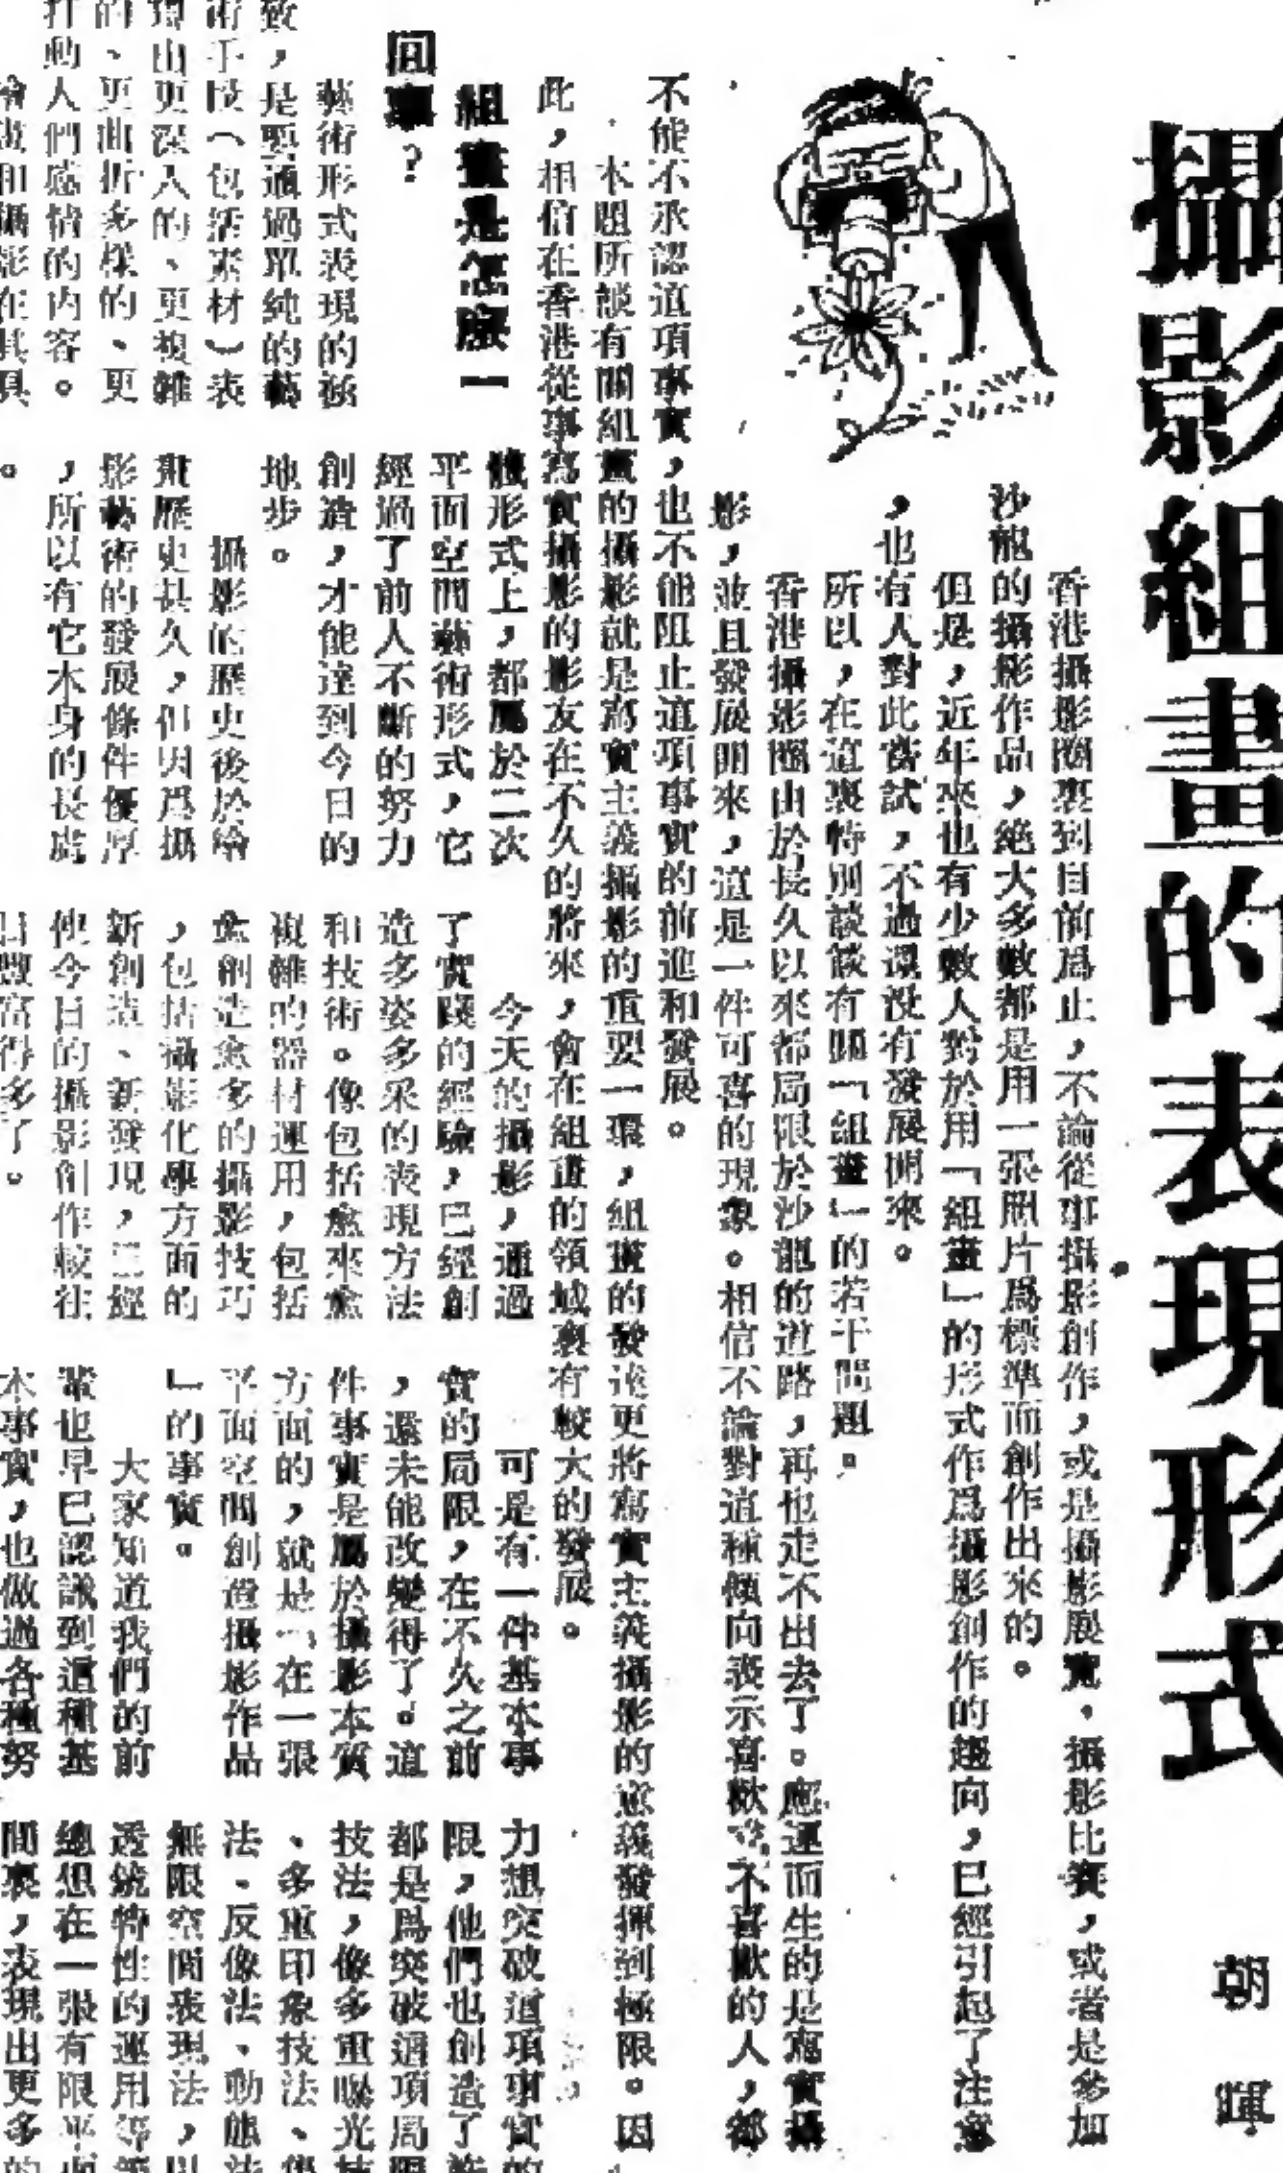 攝影組畫的表現形式
朝暉
香港攝影圈裏到目前爲止，不論從事攝影創作，或是攝影展覽，攝影比賽，或者是參加
沙龍的攝影作品，絕大多數都是用一張照片爲標準而創作出來的。
但是，近年來也有少數人對於用「組畫」的形式作爲攝影創作的趨向，已經引起了注意
，也有人對此嘗試，不過還沒有發展開來。
所以，在這裏特別談談有關「組畫」的若干問題。
香港攝影圈由於長久以來都局限於沙龍的道路，再也走不出去了。應運而生的是寫實攝
影，並且發展開來，這是一件可喜的現象。相信不論對這種傾向表示喜歡或不喜歡的人，都
不能不承認這項事實，也不能阻止這項事實的前進和發展。
本題所談有關組畫的攝影就是寫實主義攝影的重要一環，組畫的發達更將寫實主義攝影的意義發揮到極限。因
此，相信在香港從事寫實攝影的影友在不久的將來，會在組畫的領域裏有較大的發展。
組畫是怎麼一
回事？
藝術形式表現的極
致，是要通過單純的藝
術手段（包括素材）表
現出更深入的、更複雜
的、更曲折多樣的、更
打動人們感情的內容。
繪畫和攝影在其具
體形式上，都屬於二次
平面空間藝術形式，它
經過了前人不斷的努力
創造，才能達到今日的
地步。
攝影的歷史後於繪
畫歷史甚久，但因爲攝
影藝術的發展條件優厚
，所以有它本身的長處
。
今天的攝影，通過
了實踐的經驗，已經創
造多姿多采的表現方法
和技術。像包括愈來愈
複雜的器材運用，包括
愈創造愈多的攝影技巧
，包括攝影化學方面的
新創造、新發現，已經
使今日的攝影創作較往
日豐富得多了。
可是有一件基本事
實的局限，在不久之前
，還未能改變得了。這
件事實是屬於攝影本質
方面的，就是「在一張
平面空間創造攝影作品
」的事實。
大家知道我們的前
輩也早已認識到這種基
本事實，也做過各種努
力想突破這項事實的
限，他們也創造了許
都是爲突破這項局限
技法，像多重曝光技
、多重印象技法、
法、反像法、動態法
無限空間表現法，以
透鏡特性的運用等等
總想在一張有限平面
間裏，表現出更多的